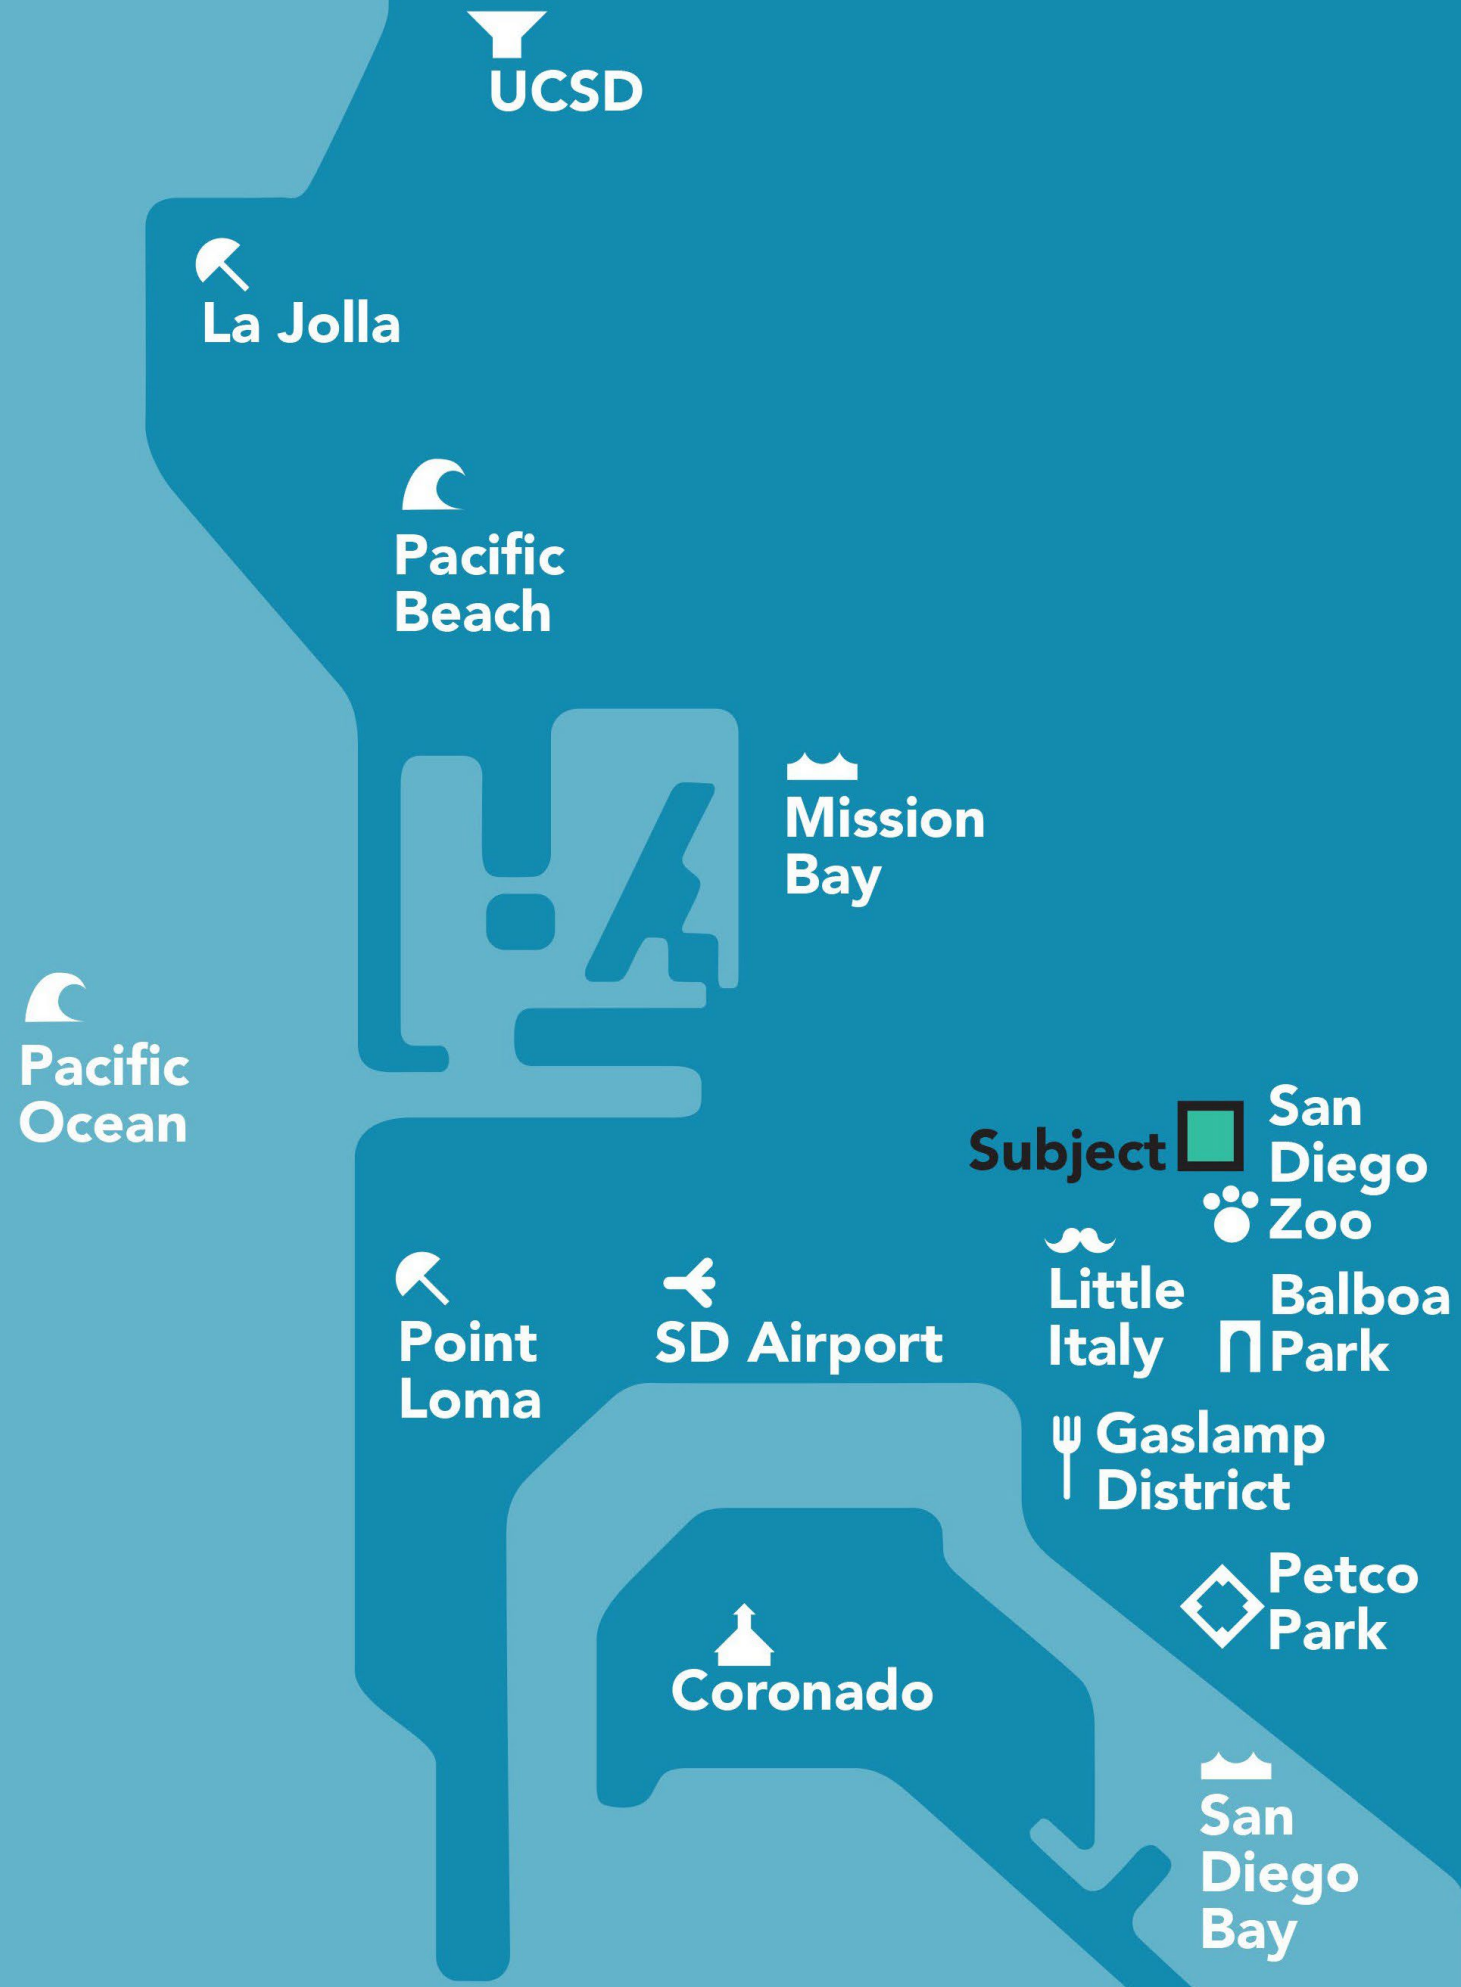 UCSD
La Jolla
Pacific
Beach
Mission
Bay
Pacific
Ocean
Subject
San
Diego
Zoo
Little
Italy
Balboa
Park
Point
Loma
SD Airport
Gaslamp
District
Petco
Park
Coronado
San
Diego
Bay